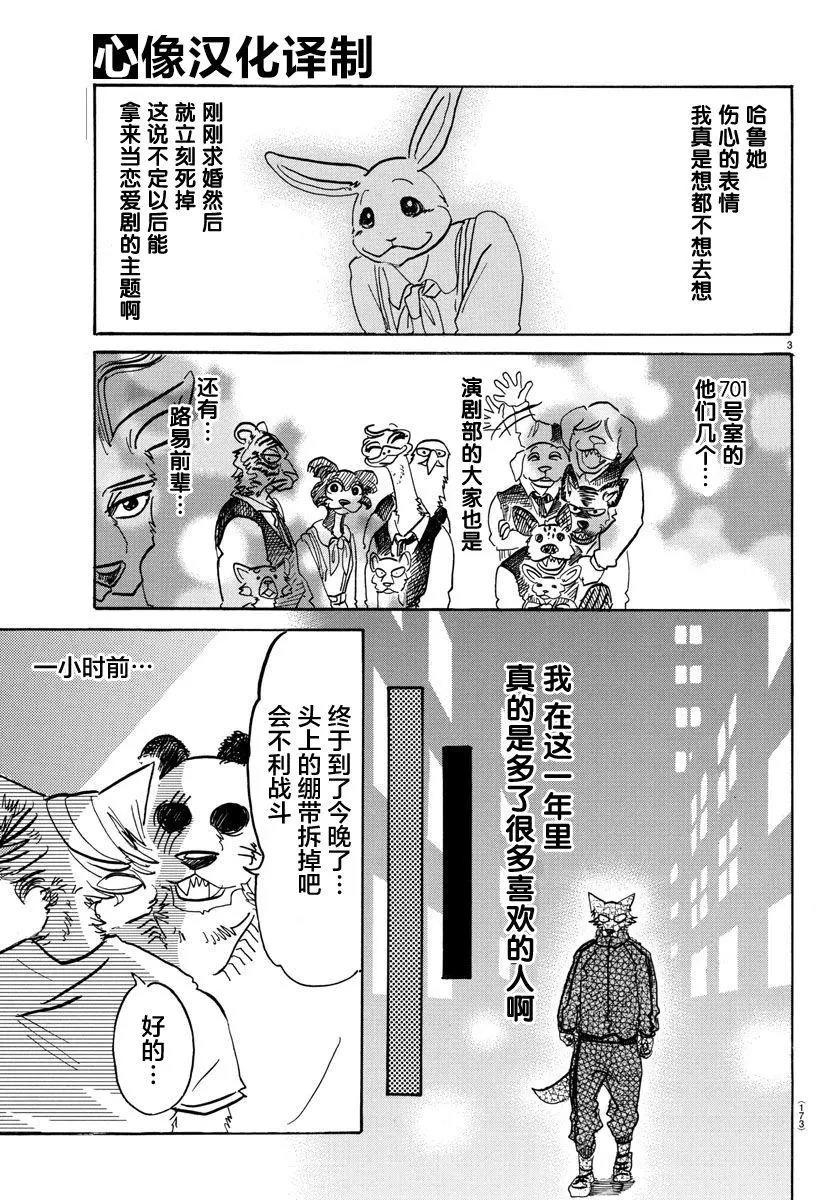 心像汉化译制
哈鲁她
伤心的表情
我真是想都不想去想
刚刚求婚然后
就立刻死掉
这说不定以后能
拿来当恋爱剧的主题啊
3
701号室的
他们几个…
演剧部的大家也是
还有…
路易前辈…
我在这一年里
真的是多了很多喜欢的人啊
一小时前…
终于到了今晚了…
头上的绷带拆掉吧
会不利战斗
好的…
(173)